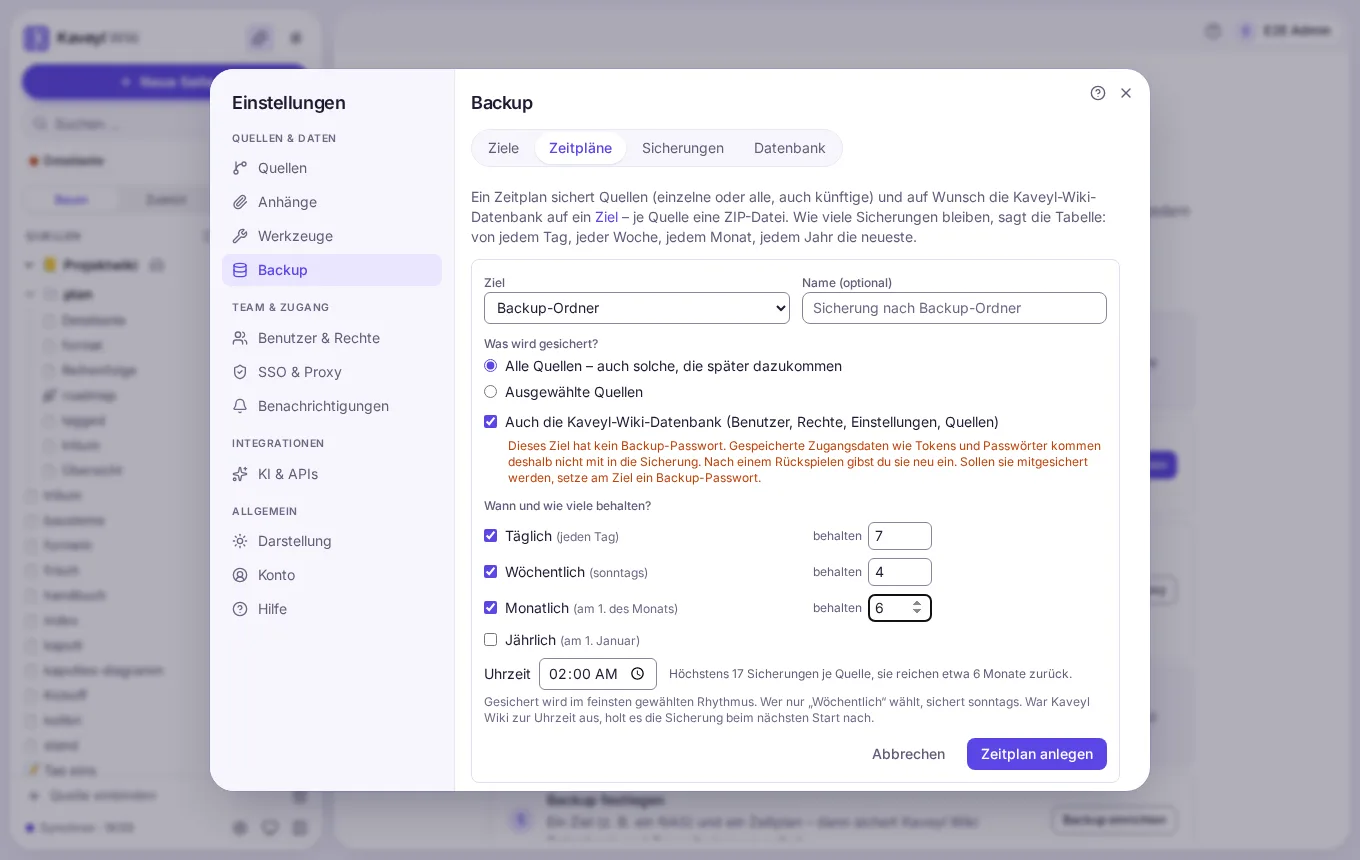 Kaveyl Wiki
E2E Admin
Einstellungen
QUELLEN & DATEN
Quellen
Anhänge
Werkzeuge
Backup
TEAM & ZUGANG
Benutzer & Rechte
SSO & Proxy
Benachrichtigungen
INTEGRATIONEN
KI & APIs
ALLGEMEIN
Darstellung
Konto
Hilfe
Backup
Ziele
Zeitpläne
Sicherungen
Datenbank
Ein Zeitplan sichert Quellen (einzelne oder alle, auch künftige) und auf Wunsch die Kaveyl-Wiki-
Datenbank auf ein Ziel – je Quelle eine ZIP-Datei. Wie viele Sicherungen bleiben, sagt die Tabelle:
von jedem Tag, jeder Woche, jedem Monat, jedem Jahr die neueste.
Ziel
Backup-Ordner
Name (optional)
Sicherung nach Backup-Ordner
Was wird gesichert?
Alle Quellen – auch solche, die später dazukommen
Ausgewählte Quellen
Auch die Kaveyl-Wiki-Datenbank (Benutzer, Rechte, Einstellungen, Quellen)
Dieses Ziel hat kein Backup-Passwort. Gespeicherte Zugangsdaten wie Tokens und Passwörter kommen
deshalb nicht mit in die Sicherung. Nach einem Rückspielen gibst du sie neu ein. Sollen sie mitgesichert
werden, setze am Ziel ein Backup-Passwort.
Wann und wie viele behalten?
Täglich (jeden Tag) behalten 7
Wöchentlich (sonntags) behalten 4
Monatlich (am 1. des Monats) behalten 6
Jährlich (am 1. Januar)
Uhrzeit 02:00 AM Höchstens 17 Sicherungen je Quelle, sie reichen etwa 6 Monate zurück.
Gesichert wird im feinsten gewählten Rhythmus. Wer nur „Wöchentlich“ wählt, sichert sonntags. War Kaveyl
Wiki zur Uhrzeit aus, holt es die Sicherung beim nächsten Start nach.
Abbrechen
Zeitplan anlegen
Backup festlegen
Backup einrichten